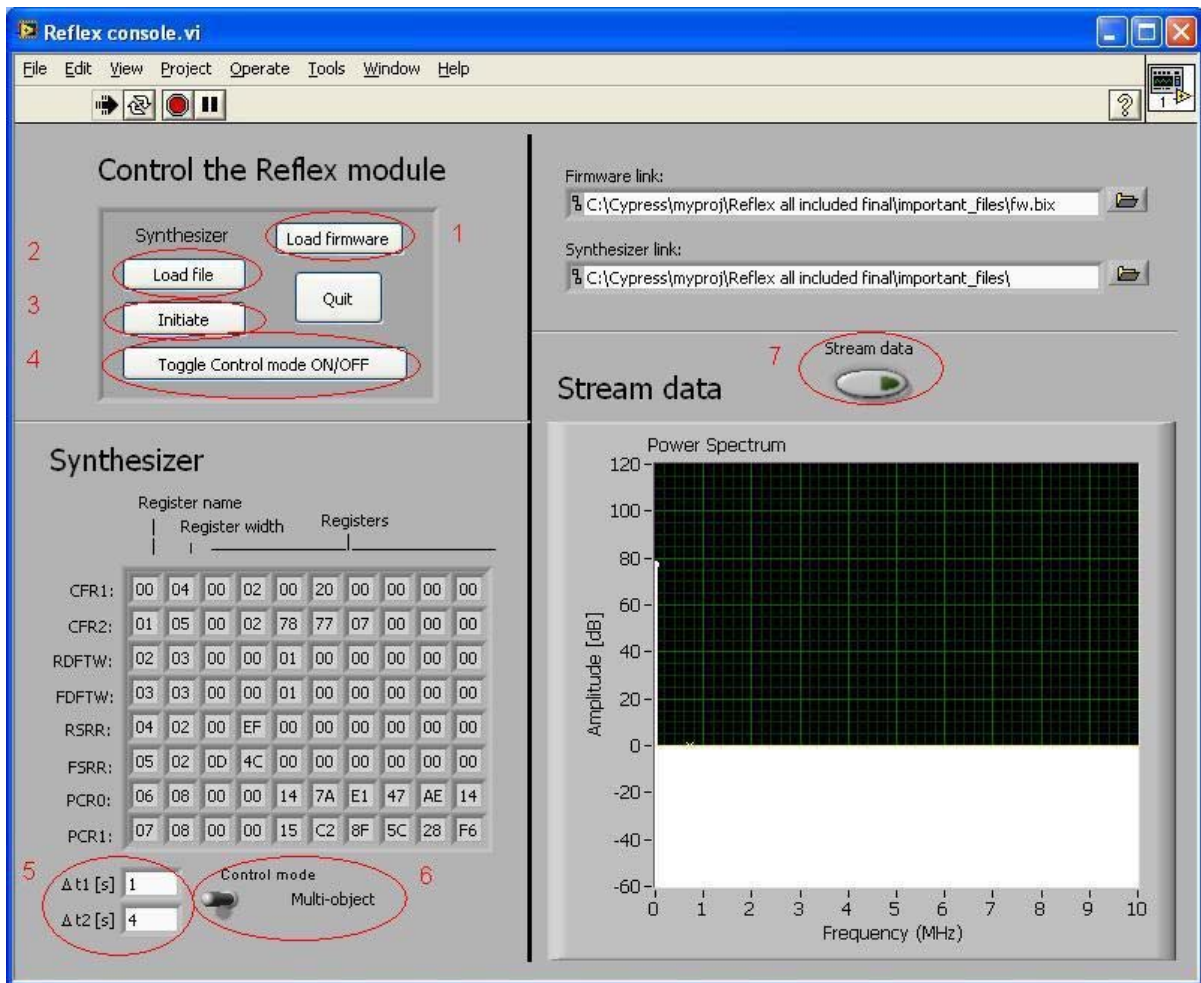 Reflex console.vi
File Edit View Project Operate Tools Window Help
1
Control the Reflex module
Synthesizer
Load firmware
1
2
Load file
Quit
3
Initiate
4
Toggle Control mode ON/OFF
Firmware link:
C:\Cypress\myproj\Reflex all included final\important_files\fw.bix
Synthesizer link:
C:\Cypress\myproj\Reflex all included final\important_files\
7
Stream data
Stream data
Synthesizer
Register name
Register width
Registers
CFR1: 00 04 00 02 00 20 00 00 00 00
CFR2: 01 05 00 02 78 77 07 00 00 00
RDFTW: 02 03 00 00 01 00 00 00 00 00
FDFTW: 03 03 00 00 01 00 00 00 00 00
RSRR: 04 02 00 EF 00 00 00 00 00 00
FSRR: 05 02 0D 4C 00 00 00 00 00 00
PCR0: 06 08 00 00 14 7A E1 47 AE 14
PCR1: 07 08 00 00 15 C2 8F 5C 28 F6
5
Δt1 [s] 1
Δt2 [s] 4
Control mode
Multi-object
6
Power Spectrum
120
100
80
60
40
20
0
-20
-40
-60
Amplitude [dB]
0 1 2 3 4 5 6 7 8 9 10
Frequency (MHz)